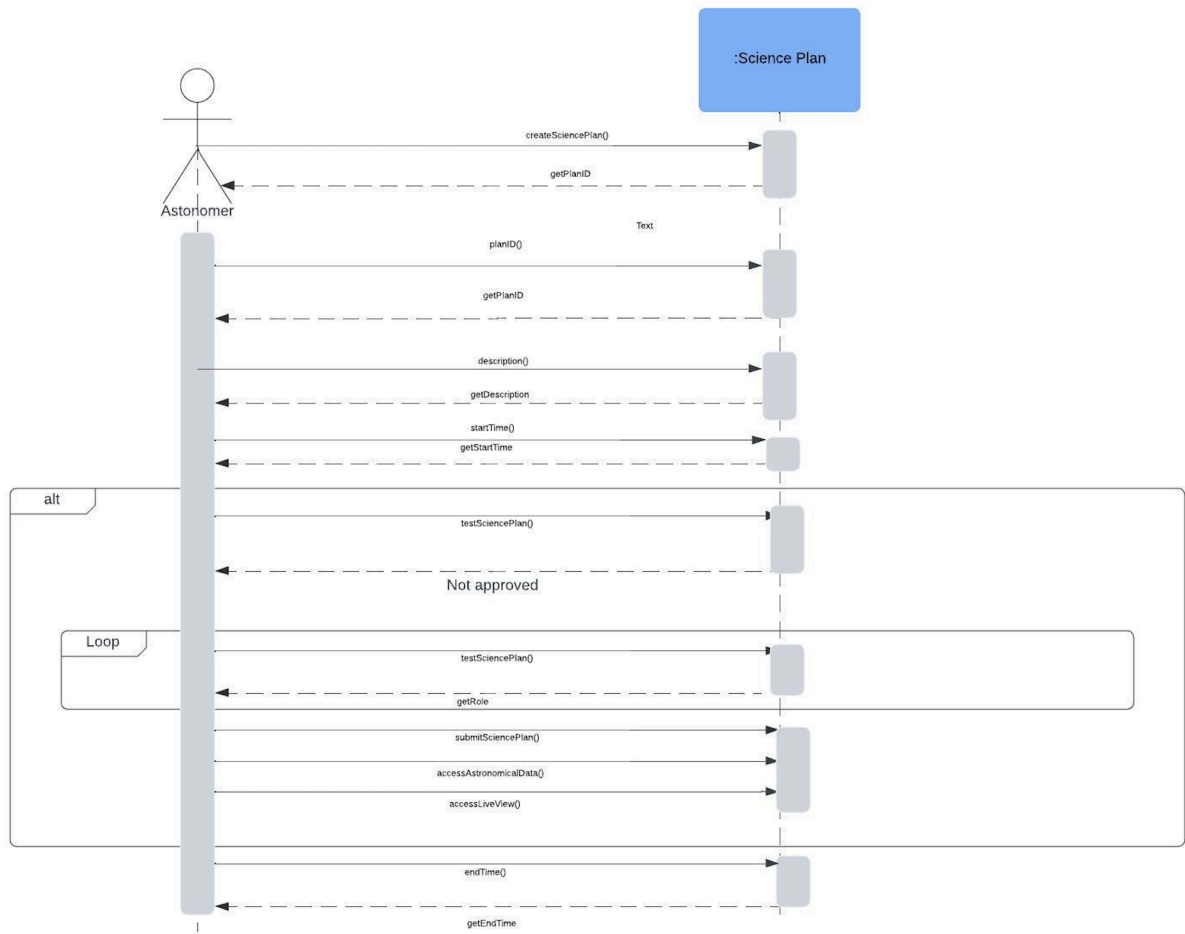 :Science Plan
createSciencePlan()
getPlanID
Astonomer
Text
planID()
getPlanID
description()
getDescription
startTime()
getStartTime
alt
testSciencePlan()
Not approved
Loop
testSciencePlan()
getRole
submitSciencePlan()
accessAstronomicalData()
accessLiveView()
endTime()
getEndTime